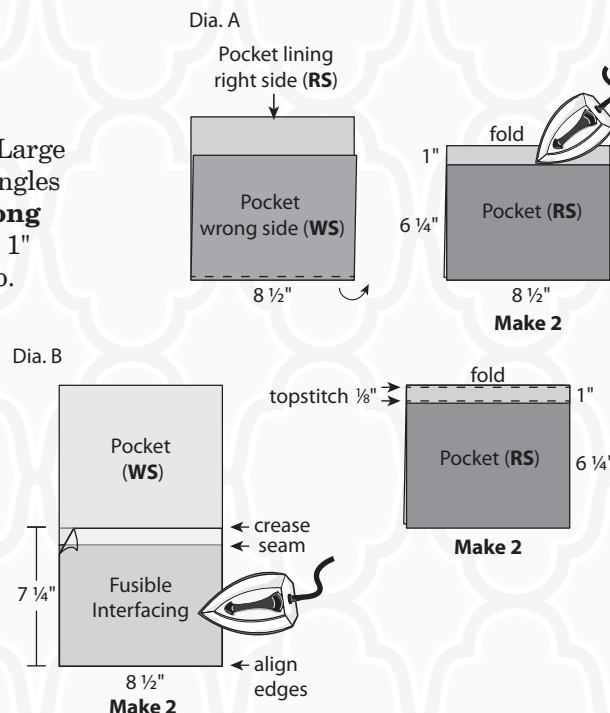 Dia. A
Pocket lining
right side (RS)
Large
ngles
ong
1"
o.
Pocket
wrong side (WS)
8 ½"
fold
1"
6 ¼"
Pocket (RS)
8 ½"
Make 2
Dia. B
Pocket
(WS)
crease
seam
7 ¼"
Fusible
Interfacing
align
edges
8 ½"
Make 2
fold
topstitch ⅛"
1"
Pocket (RS)
6 ¼"
Make 2